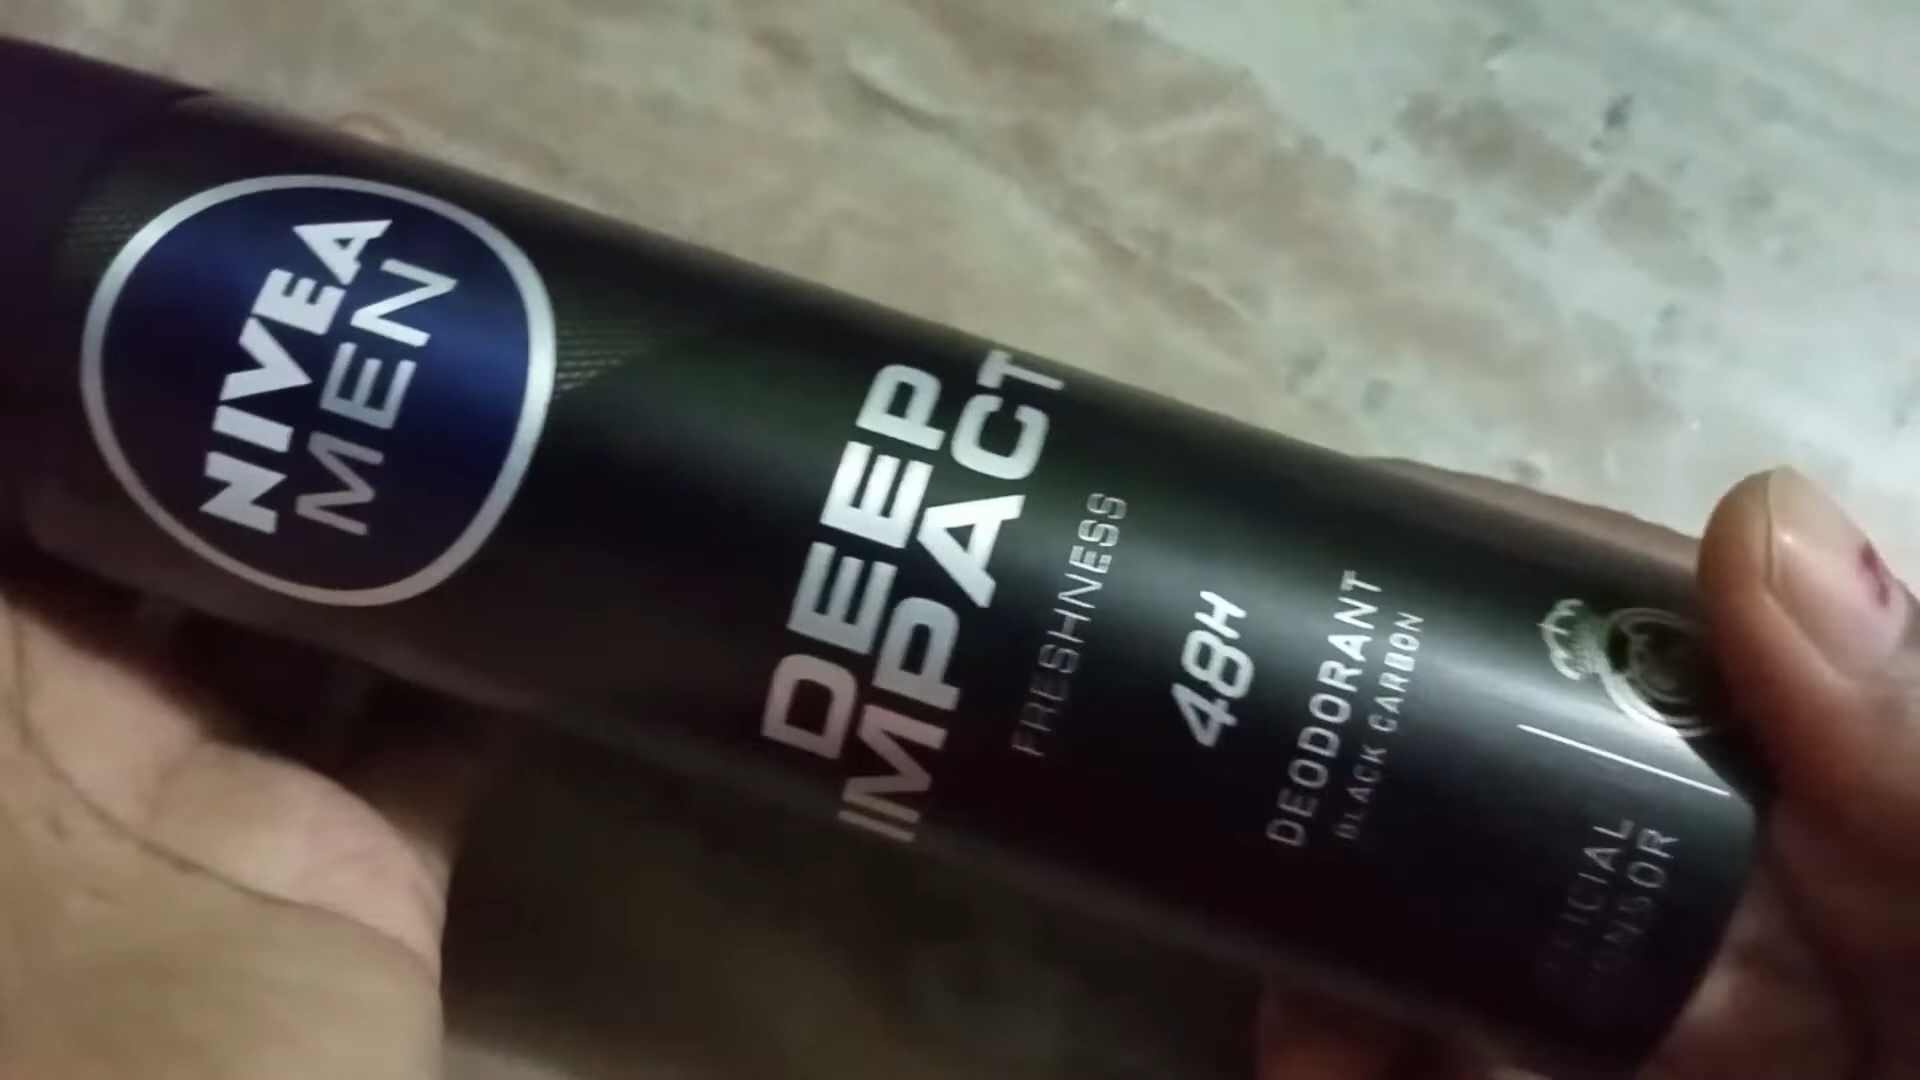 NIVEA
MEN
DEEP
IMPACT
FRESHNESS
48H
DEODORANT
BLACK CARBON